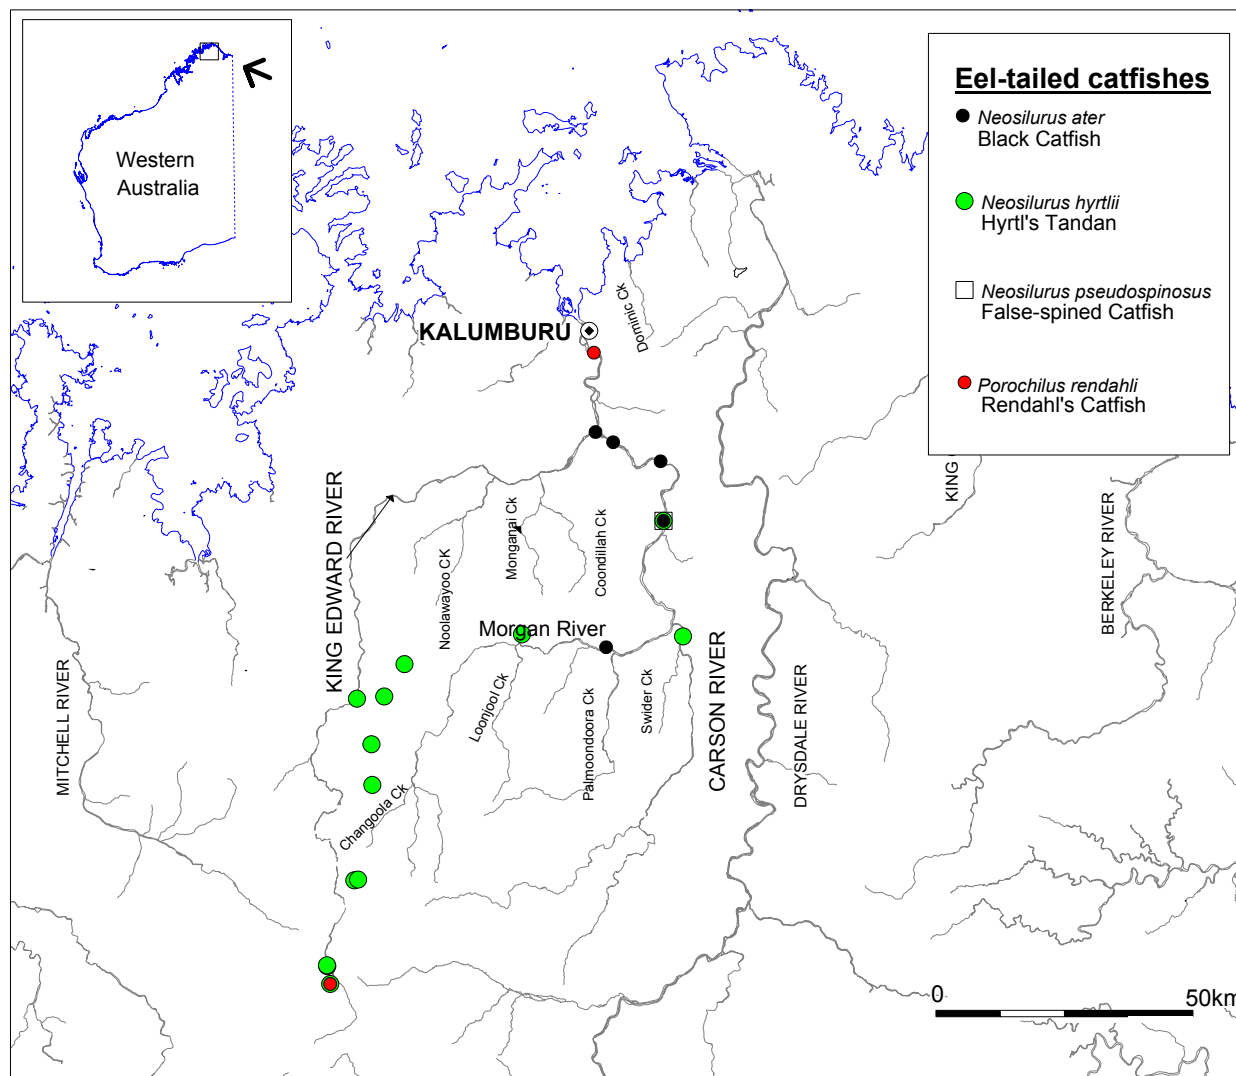 Western
Australia
Eel-tailed catfishes
Neosilurus ater
Black Catfish
Neosilurus hyrtlii
Hyrtl's Tandan
Neosilurus pseudospinosus
False-spined Catfish
Porochilus rendahli
Rendahl's Catfish
KALUMBURU
Dominic Ck
KING EDWARD RIVER
Noolawayoo CK
Monganai Ck
Coondillah Ck
Morgan River
Loonjool Ck
Palmoondoora Ck
Swider Ck
CARSON RIVER
DRYSDALE RIVER
MITCHELL RIVER
Changoola Ck
KING
BERKELEY RIVER
0
50km